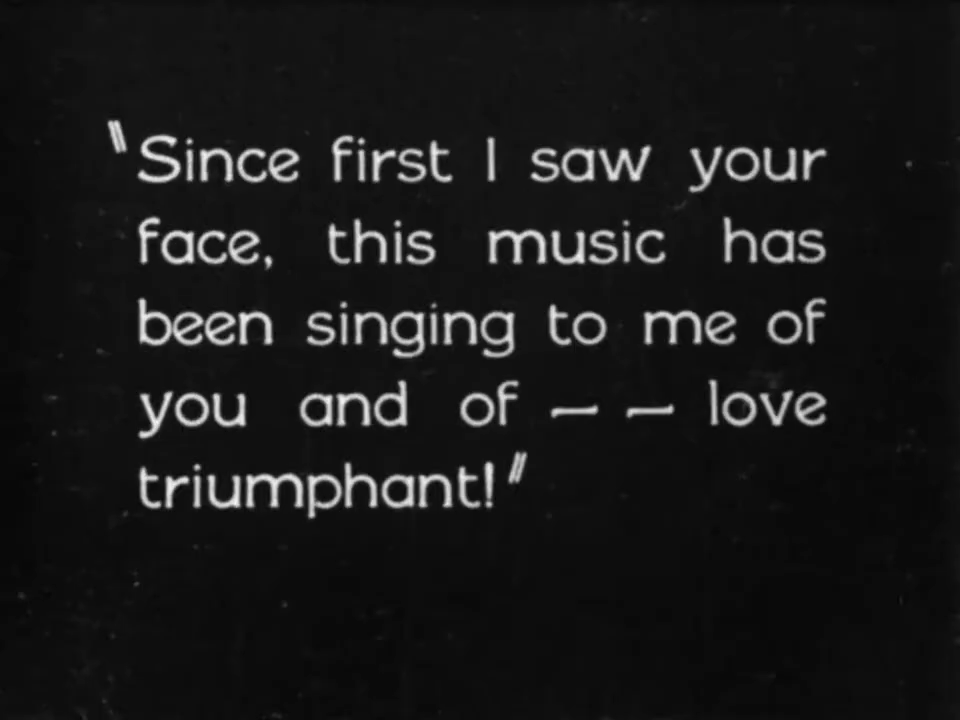 "Since first I saw your
face, this music has
been singing to me of
you and of — — love
triumphant!"